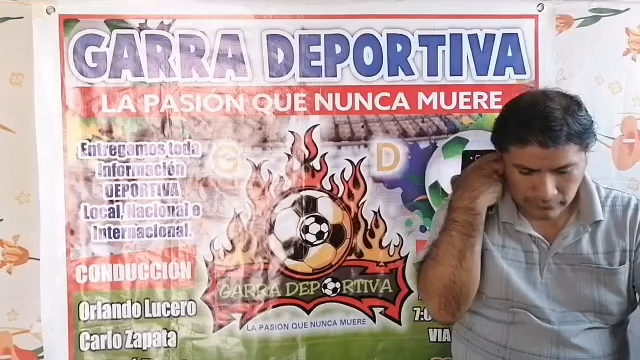 GARRA DEPORTIVA
LA PASIÓN QUE NUNCA MUERE
Entregamos toda
Información
DEPORTIVA
Local, Nacional e
Internacional.
G D
CONDUCCION
Orlando Lucero
Carlo Zapata
GARRA DEPORTIVA
LA PASION QUE NUNCA MUERE
VIA